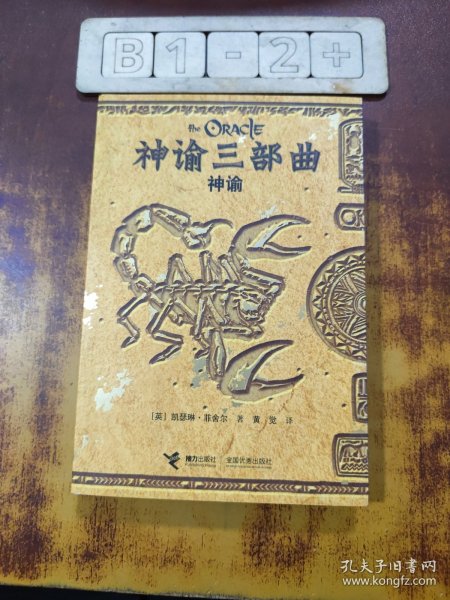 B1-2+
the ORACLE
神谕三部曲
神谕
[英] 凯瑟琳·菲舍尔 著 黄觉 译
接力出版社
全国优秀出版社
孔夫子旧书网
www.kongfz.com